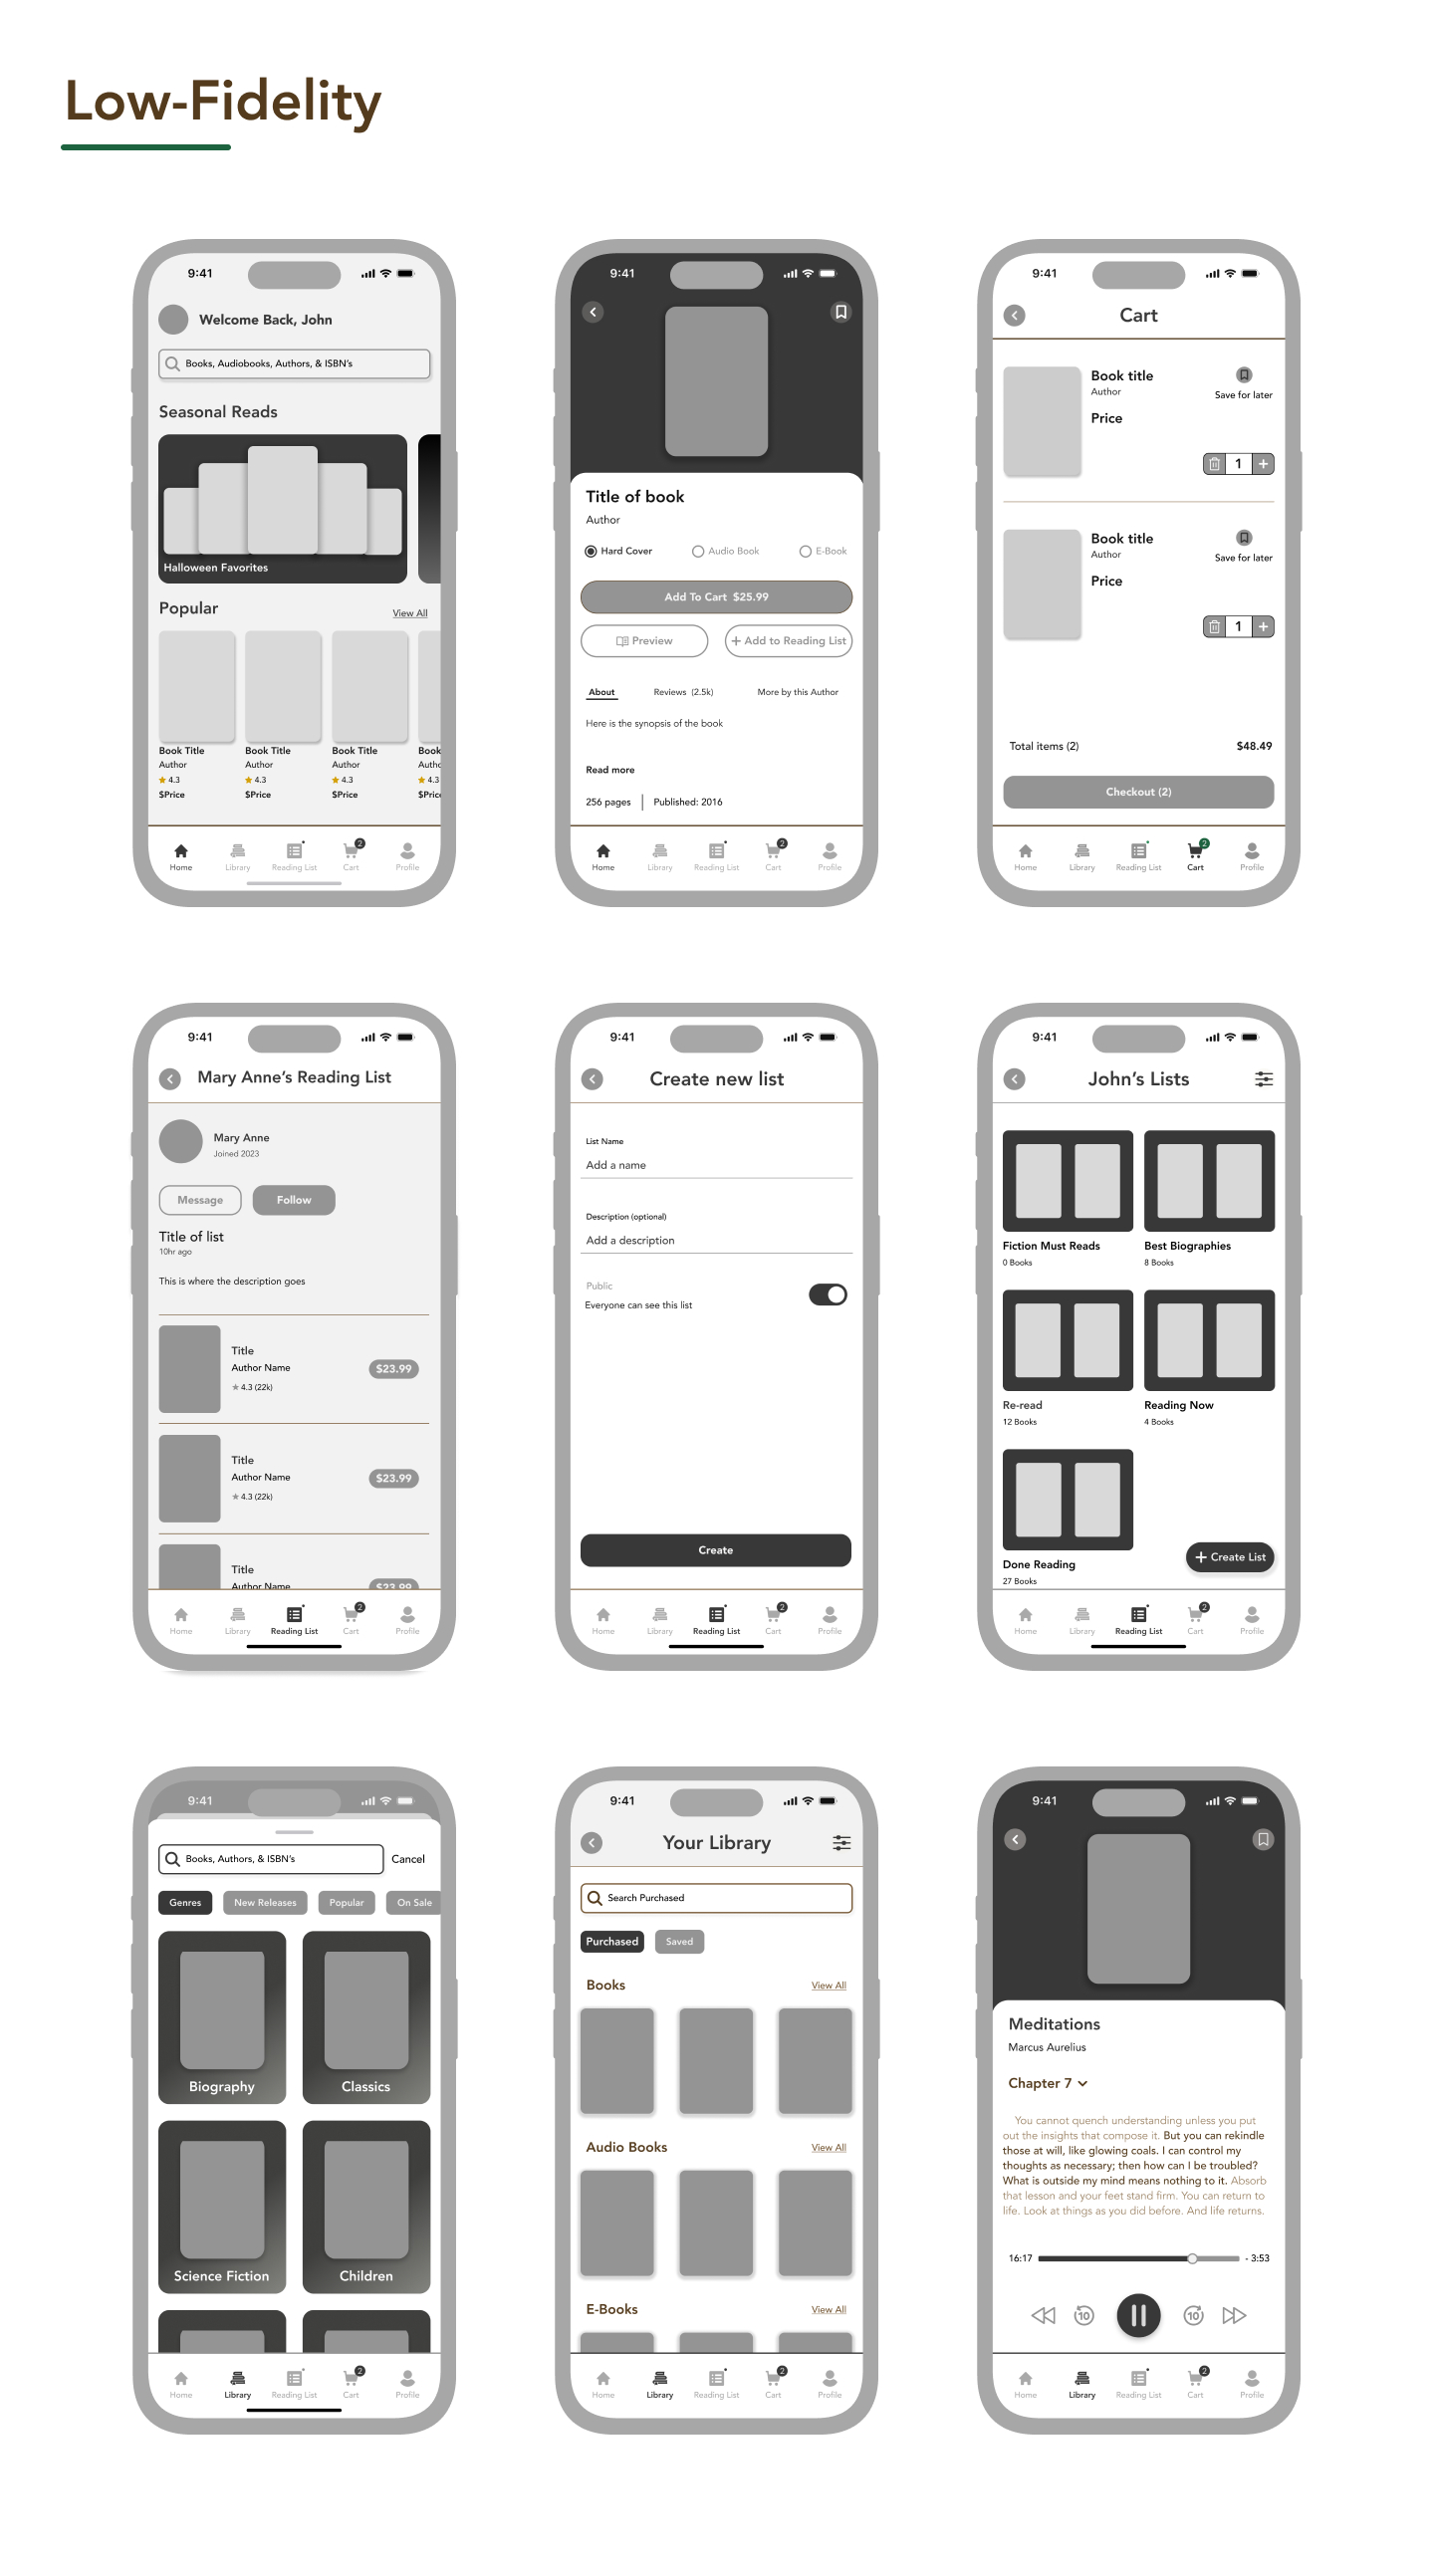 Low-Fidelity
9:41
Welcome Back, John
Books, Audiobooks, Authors, & ISBN's
Seasonal Reads
Halloween Favorites
Popular
View All
Book Title
Author
4.3
$Price
Book Title
Author
4.3
$Price
Book Title
Author
4.3
$Price
Book
Autho
4.3
$Pric
Home
Library
Reading List
2
Cart
Profile
9:41
Title of book
Author
Hard Cover
Audio Book
E-Book
Add To Cart $25.99
Preview
+ Add to Reading List
About
Reviews (2.5k)
More by this Author
Here is the synopsis of the book
Read more
256 pages
Published: 2016
Home
Library
Reading List
2
Cart
Profile
9:41
Cart
Book title
Author
Price
Save for later
1 +
Book title
Author
Price
Save for later
1 +
Total items (2)
$48.49
Checkout (2)
Home
Library
Reading List
2
Cart
Profile
9:41
Mary Anne's Reading List
Mary Anne
Joined 2023
Message
Follow
Title of list
10hr ago
This is where the description goes
Title
Author Name
4.3 (22k)
$23.99
Title
Author Name
4.3 (22k)
$23.99
Title
Author Name
$23.99
Home
Library
Reading List
2
Cart
Profile
9:41
Create new list
List Name
Add a name
Description (optional)
Add a description
Public
Everyone can see this list
Create
Home
Library
Reading List
2
Cart
Profile
9:41
John's Lists
Fiction Must Reads
0 Books
Best Biographies
8 Books
Re-read
12 Books
Reading Now
4 Books
Done Reading
27 Books
+ Create List
Home
Library
Reading List
2
Cart
Profile
9:41
Books, Authors, & ISBN's
Cancel
Genres
New Releases
Popular
On Sale
Biography
Classics
Science Fiction
Children
Home
Library
Reading List
2
Cart
Profile
9:41
Your Library
Search Purchased
Purchased
Saved
Books
View All
Audio Books
View All
E-Books
View All
Home
Library
Reading List
2
Cart
Profile
9:41
Meditations
Marcus Aurelius
Chapter 7
You cannot quench understanding unless you put
out the insights that compose it. But you can rekindle
those at will, like glowing coals. I can control my
thoughts as necessary; then how can I be troubled?
What is outside my mind means nothing to it. Absorb
that lesson and your feet stand firm. You can return to
life. Look at things as you did before. And life returns.
16:17
- 3:53
10
10
Home
Library
Reading List
2
Cart
Profile